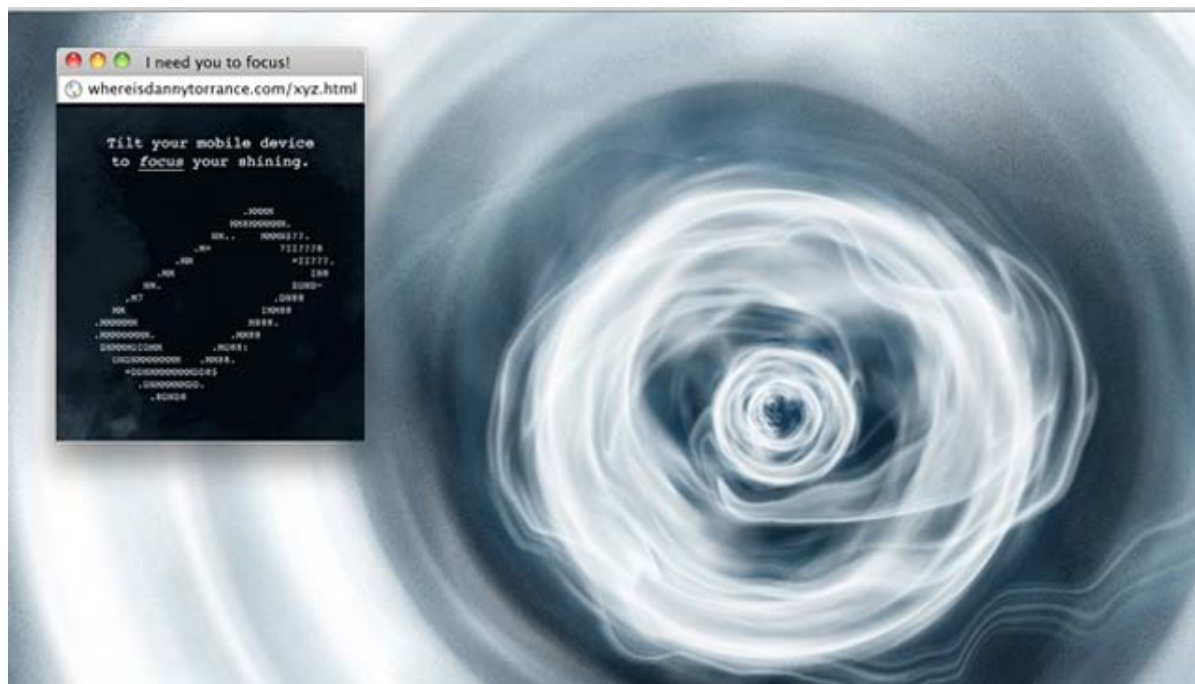 I need you to focus!
whereisdannytorrance.com/xyz.html
Tilt your mobile device
to focus your shining.